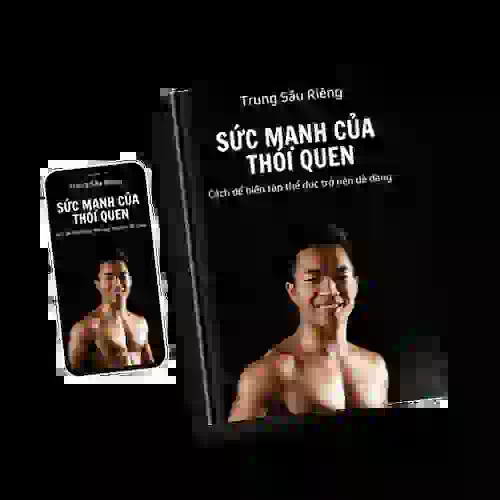 Trung Sầu Riêng
SỨC MẠNH CỦA
THÓI QUEN
Cách để biến tập thể dục trở nên dễ dàng
Trung Sầu Riêng
SỨC MẠNH CỦA
THÓI QUEN